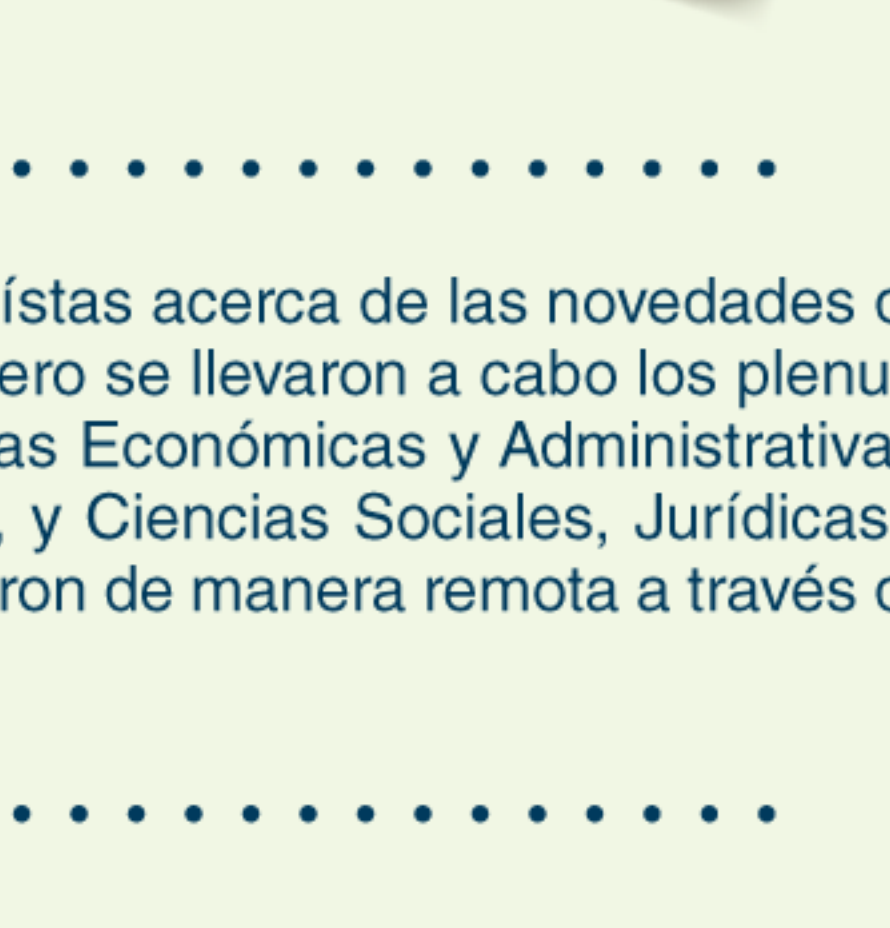 ístas acerca de las novedades
ero se llevaron a cabo los plenu
as Económicas y Administrativa
, y Ciencias Sociales, Jurídicas
ron de manera remota a través